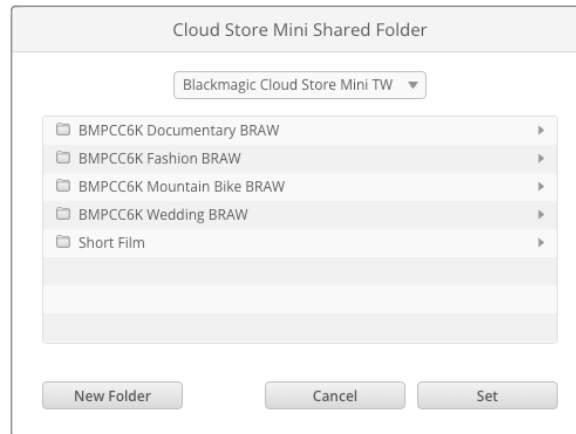 Cloud Store Mini Shared Folder
Blackmagic Cloud Store Mini TW
BMPCC6K Documentary BRAW
BMPCC6K Fashion BRAW
BMPCC6K Mountain Bike BRAW
BMPCC6K Wedding BRAW
Short Film
New Folder Cancel Set